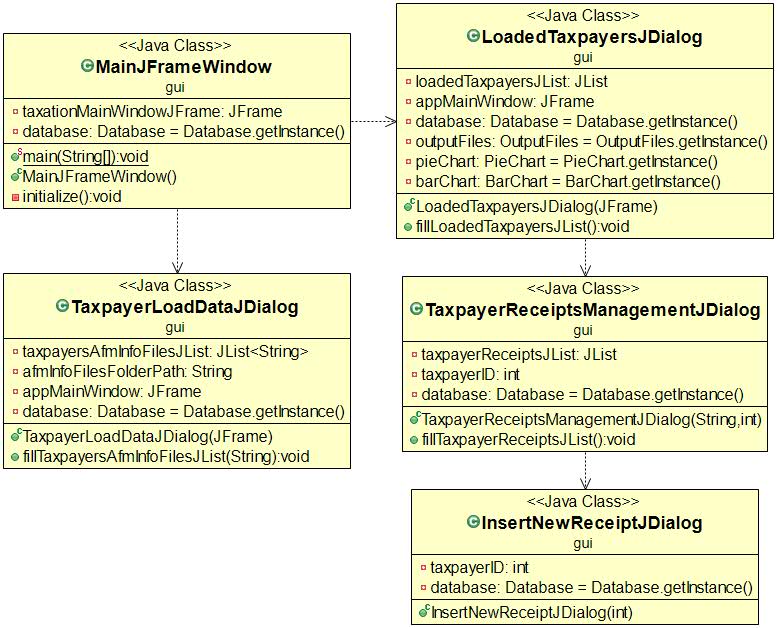 <<Java Class>>
MainJFrameWindow
gui
taxationMainWindowJFrame: JFrame
database: Database = Database.getInstance()
main(String[]):void
MainJFrameWindow()
initialize():void
<<Java Class>>
LoadedTaxpayersJDialog
gui
loadedTaxpayersJList: JList
appMainWindow: JFrame
database: Database = Database.getInstance()
outputFiles: OutputFiles = OutputFiles.getInstance()
pieChart: PieChart = PieChart.getInstance()
barChart: BarChart = BarChart.getInstance()
LoadedTaxpayersJDialog(JFrame)
fillLoadedTaxpayersJList():void
<<Java Class>>
TaxpayerLoadDataJDialog
gui
taxpayersAfmInfoFilesJList: JList<String>
afmInfoFilesFolderPath: String
appMainWindow: JFrame
database: Database = Database.getInstance()
TaxpayerLoadDataJDialog(JFrame)
fillTaxpayersAfmInfoFilesJList(String):void
<<Java Class>>
TaxpayerReceiptsManagementJDialog
gui
taxpayerReceiptsJList: JList
taxpayerID: int
database: Database = Database.getInstance()
TaxpayerReceiptsManagementJDialog(String,int)
fillTaxpayerReceiptsJList():void
<<Java Class>>
InsertNewReceiptJDialog
gui
taxpayerID: int
database: Database = Database.getInstance()
InsertNewReceiptJDialog(int)